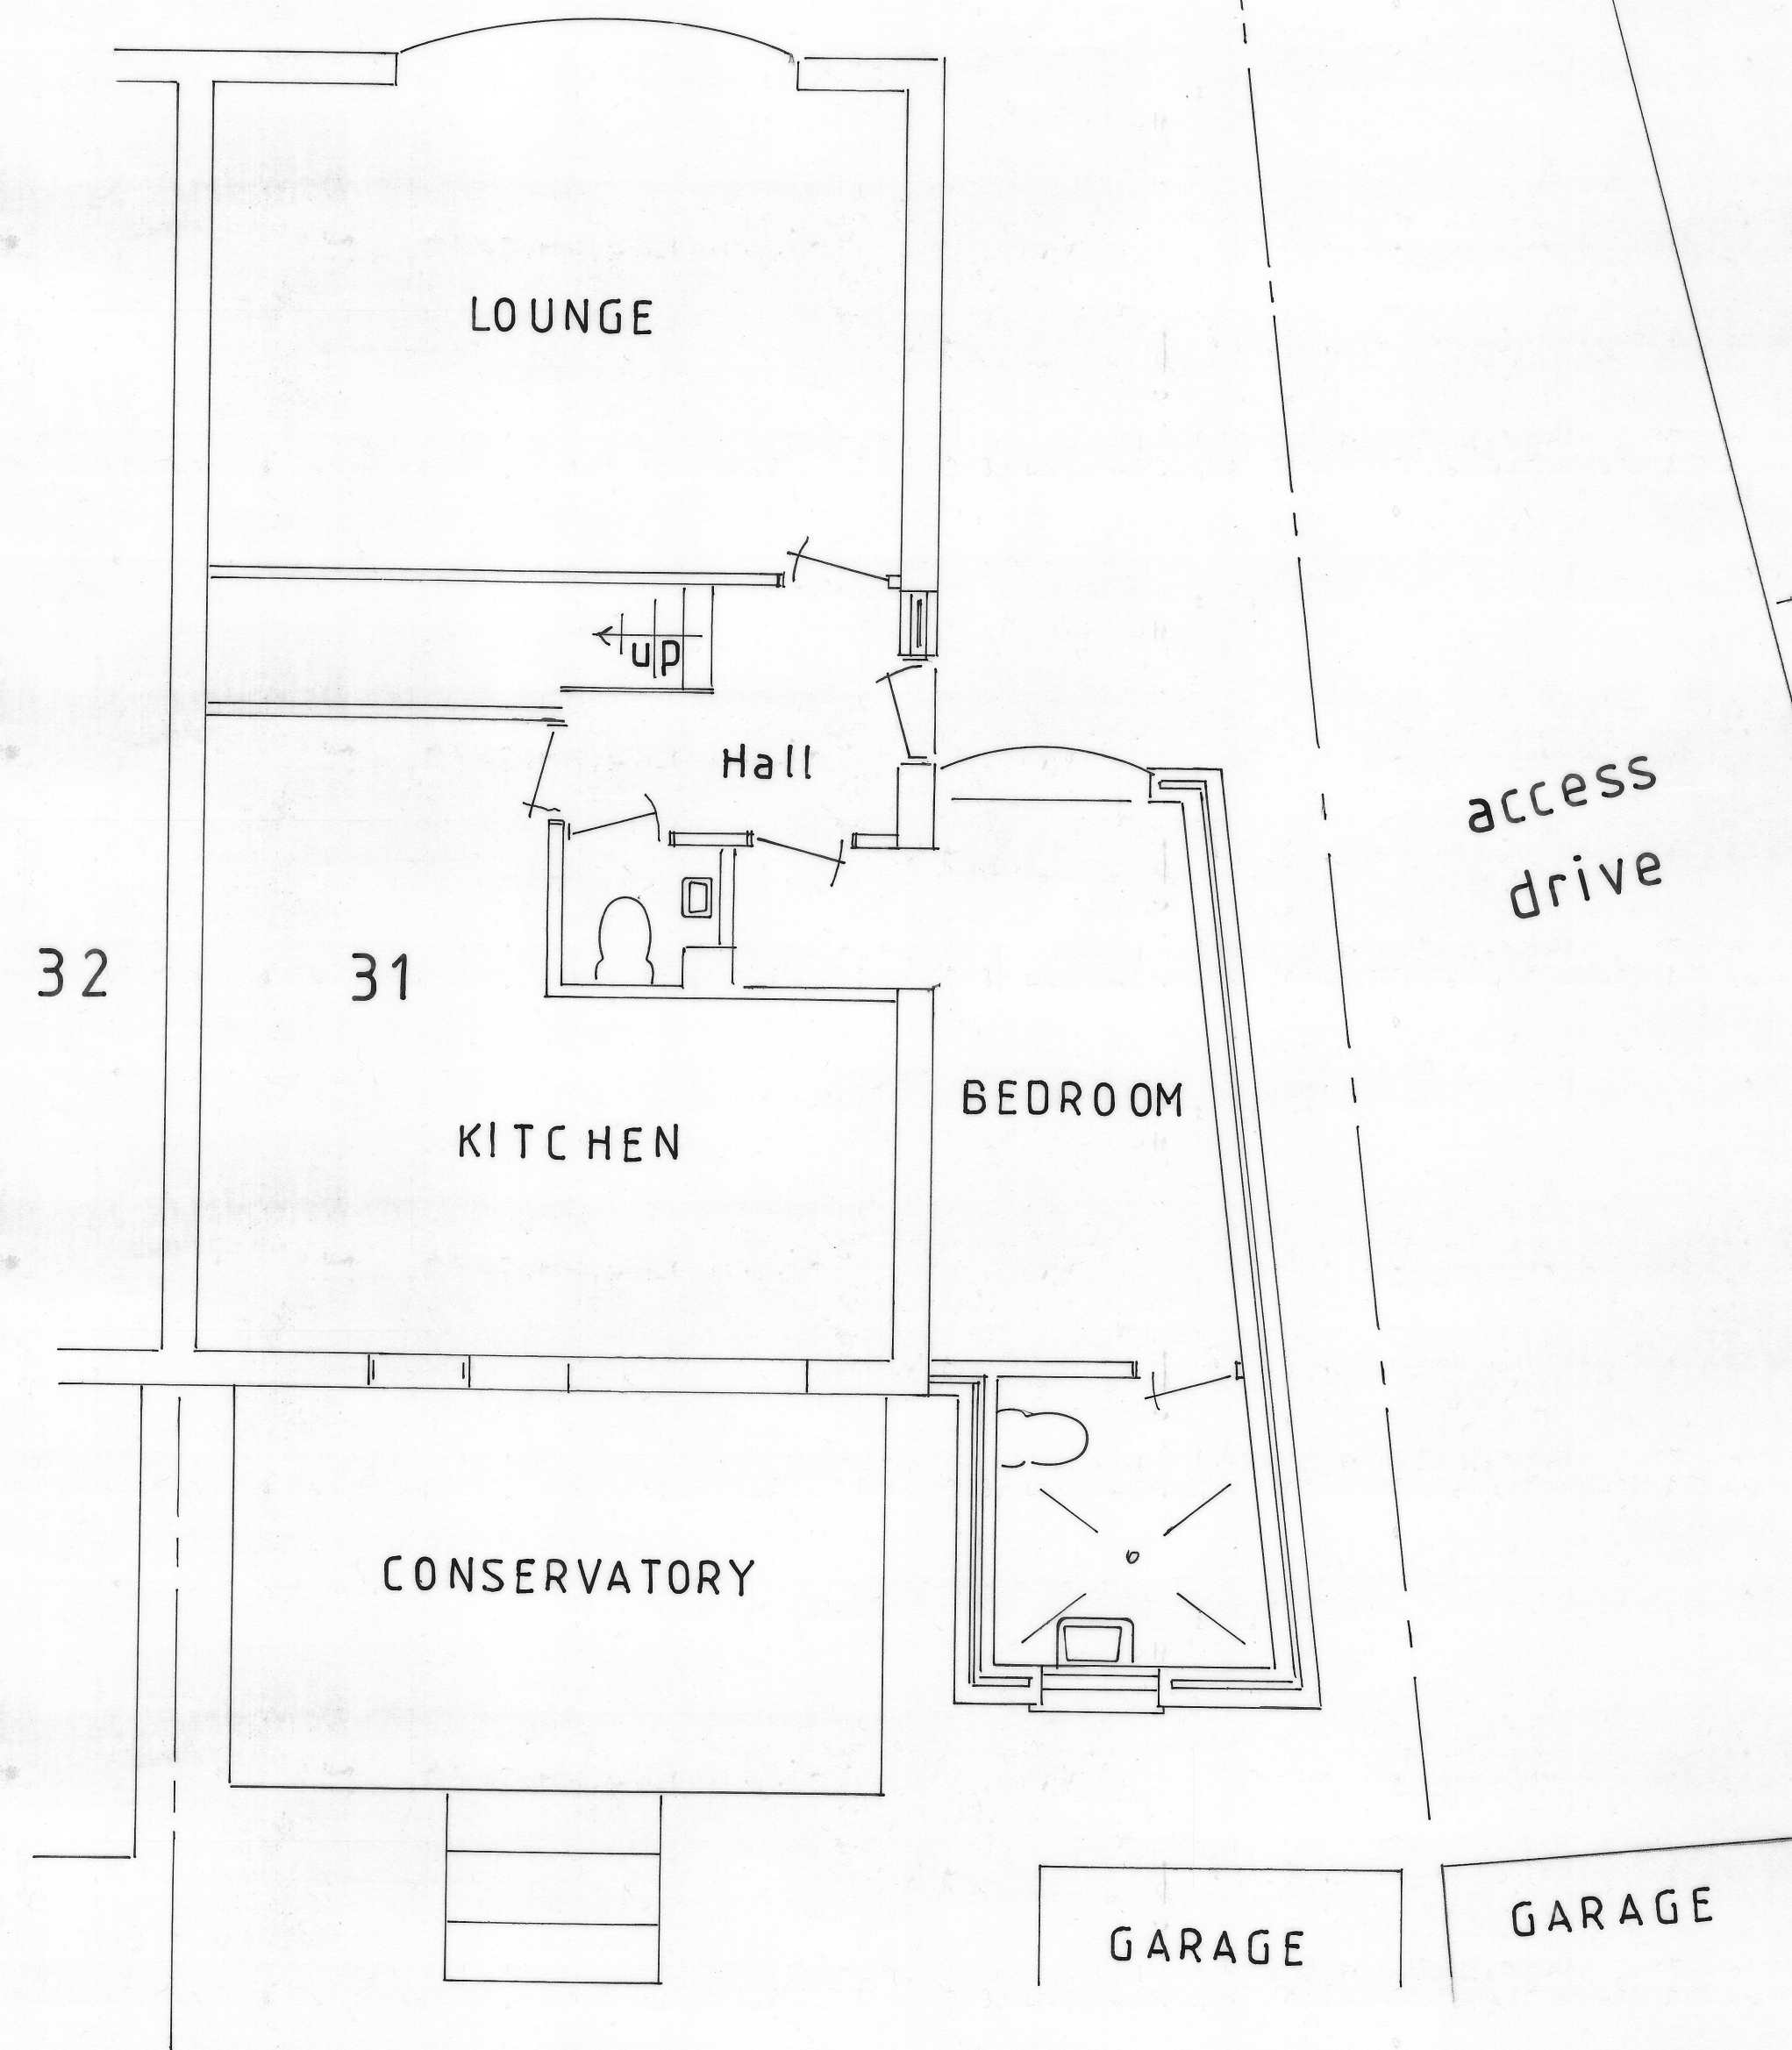 LOUNGE
up
Hall
access
drive
32
31
BEDROOM
KITCHEN
CONSERVATORY
GARAGE
GARAGE